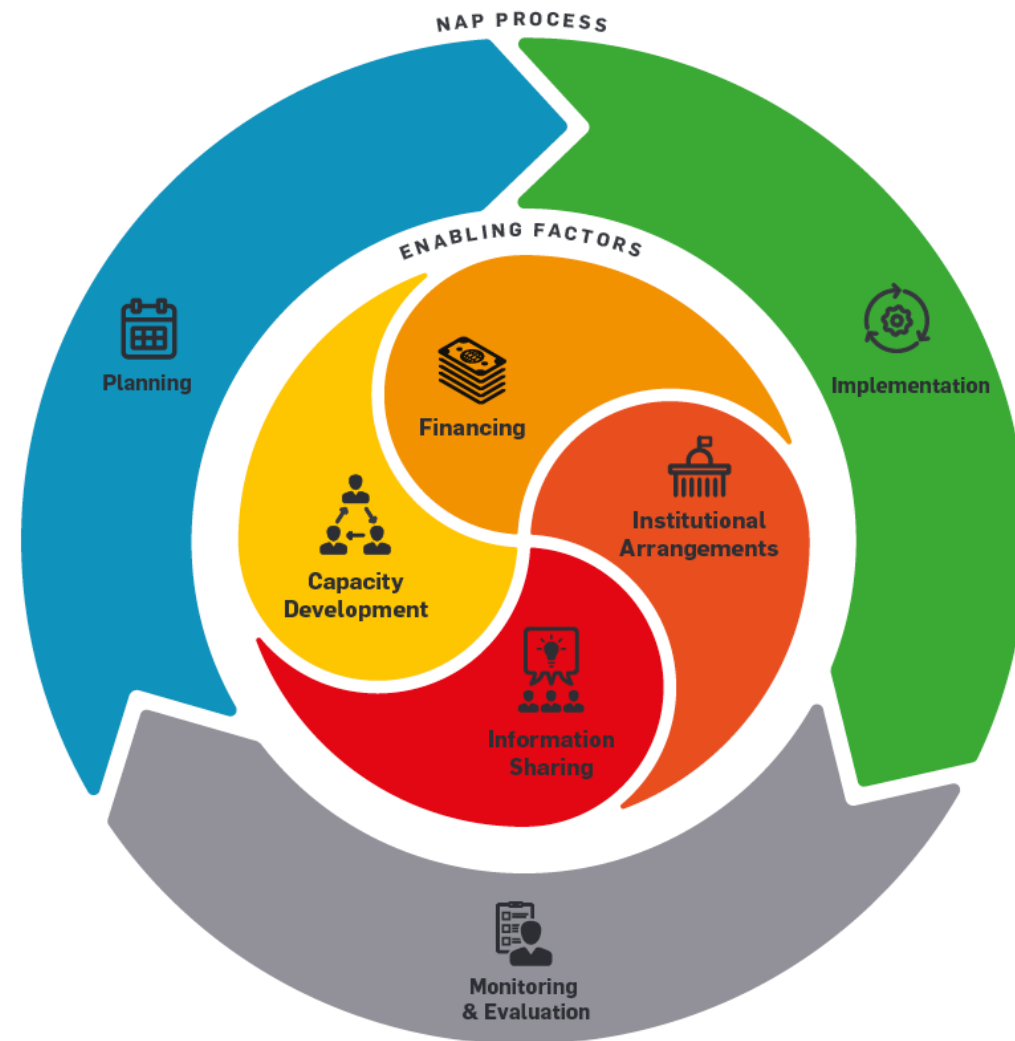 NAP PROCESS
ENABLING FACTORS
Planning
Implementation
Financing
Institutional
Arrangements
Capacity
Development
Information
Sharing
Monitoring
& Evaluation